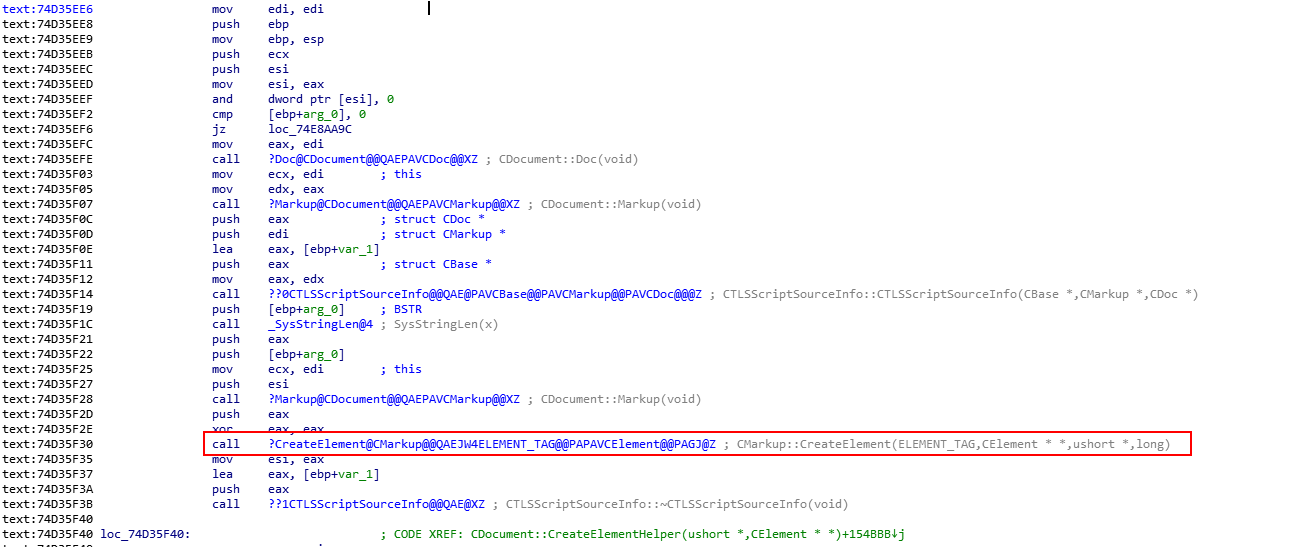 text:74D35EE6 mov edi, edi
text:74D35EE8 push ebp
text:74D35EE9 mov ebp, esp
text:74D35EEB push ecx
text:74D35EEC push esi
text:74D35EED mov esi, eax
text:74D35EEF and dword ptr [esi], 0
text:74D35EF2 cmp [ebp+arg_0], 0
text:74D35EF6 jz loc_74E8AA9C
text:74D35EFC mov eax, edi
text:74D35EFE call ?Doc@CDocument@@QAEPAVCDoc@@XZ ; CDocument::Doc(void)
text:74D35F03 mov ecx, edi ; this
text:74D35F05 mov edx, eax
text:74D35F07 call ?Markup@CDocument@@QAEPAVCMarkup@@XZ ; CDocument::Markup(void)
text:74D35F0C push eax ; struct CDoc *
text:74D35F0D push edi ; struct CMarkup *
text:74D35F0E lea eax, [ebp+var_1]
text:74D35F11 push eax ; struct CBase *
text:74D35F12 mov eax, edx
text:74D35F14 call ??0CTLSScriptSourceInfo@@QAE@PAVCBase@@PAVCMarkup@@PAVCDoc@@@Z ; CTLSScriptSourceInfo::CTLSScriptSourceInfo(CBase *,CMarkup *,CDoc *)
text:74D35F19 push [ebp+arg_0] ; BSTR
text:74D35F1C call _SysStringLen@4 ; SysStringLen(x)
text:74D35F21 push eax
text:74D35F22 push [ebp+arg_0]
text:74D35F25 mov ecx, edi ; this
text:74D35F27 push esi
text:74D35F28 call ?Markup@CDocument@@QAEPAVCMarkup@@XZ ; CDocument::Markup(void)
text:74D35F2D push eax
text:74D35F2E xor eax, eax
text:74D35F30 call ?CreateElement@CMarkup@@QAEJW4ELEMENT_TAG@@PAPAVCElement@@PAGJ@Z ; CMarkup::CreateElement(ELEMENT_TAG,CElement * *,ushort *,long)
text:74D35F35 mov esi, eax
text:74D35F37 lea eax, [ebp+var_1]
text:74D35F3A push eax
text:74D35F3B call ??1CTLSScriptSourceInfo@@QAE@XZ ; CTLSScriptSourceInfo::~CTLSScriptSourceInfo(void)
text:74D35F40
text:74D35F40 loc_74D35F40: ; CODE XREF: CDocument::CreateElementHelper(ushort *,CElement * *)+154BBB↓j